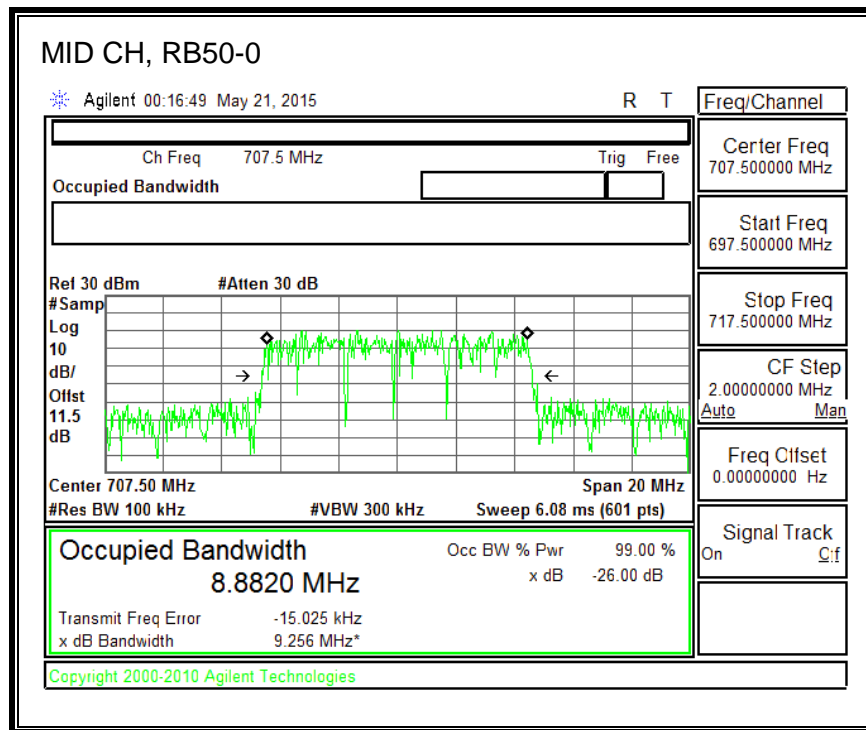 MID CH, RB50-0
Agilent 00:16:49 May 21, 2015 R T
Freq/Channel
Ch Freq 707.5 MHz Trig Free
Occupied Bandwidth
Center Freq
707.500000 MHz
Start Freq
697.500000 MHz
Stop Freq
717.500000 MHz
CF Step
2.00000000 MHz
Auto Man
Freq Offset
0.00000000 Hz
Signal Track
On Off
Ref 30 dBm #Atten 30 dB
#Samp
Log
10
dB/
Offst
11.5
dB
Center 707.50 MHz Span 20 MHz
#Res BW 100 kHz #VBW 300 kHz Sweep 6.08 ms (601 pts)
Occupied Bandwidth
8.8820 MHz
Occ BW % Pwr 99.00 %
x dB -26.00 dB
Transmit Freq Error -15.025 kHz
x dB Bandwidth 9.256 MHz*
Copyright 2000-2010 Agilent Technologies